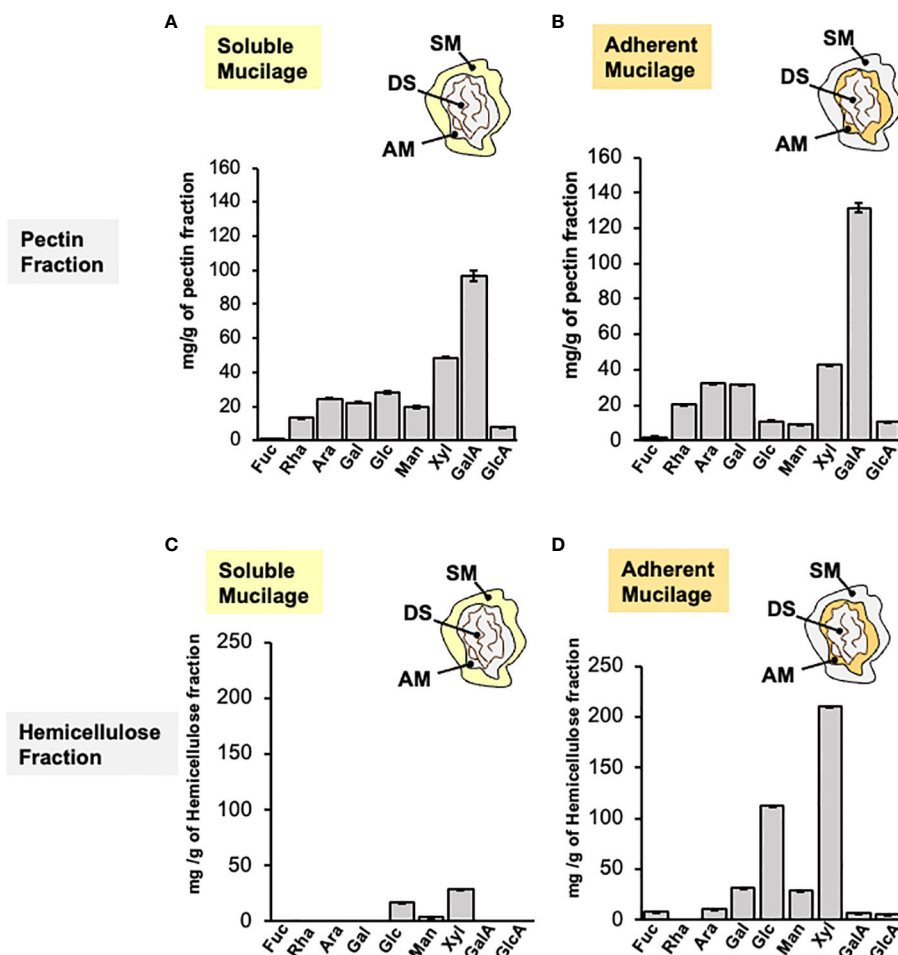 A
Soluble
Mucilage
SM
DS
AM
B
Adherent
Mucilage
SM
DS
AM
Pectin
Fraction
mg/g of pectin fraction
160
140
120
100
80
60
40
20
0
Fuc Rha Ara Gal Glc Man Xyl GalA GlcA
mg/g of pectin fraction
160
140
120
100
80
60
40
20
0
Fuc Rha Ara Gal Glc Man Xyl GalA GlcA
C
Soluble
Mucilage
SM
DS
AM
D
Adherent
Mucilage
SM
DS
AM
Hemicellulose
Fraction
mg /g of Hemicellulose fraction
250
200
150
100
50
0
Fuc Rha Ara Gal Glc Man Xyl GalA GlcA
mg /g of Hemicellulose fraction
250
200
150
100
50
0
Fuc Rha Ara Gal Glc Man Xyl GalA GlcA